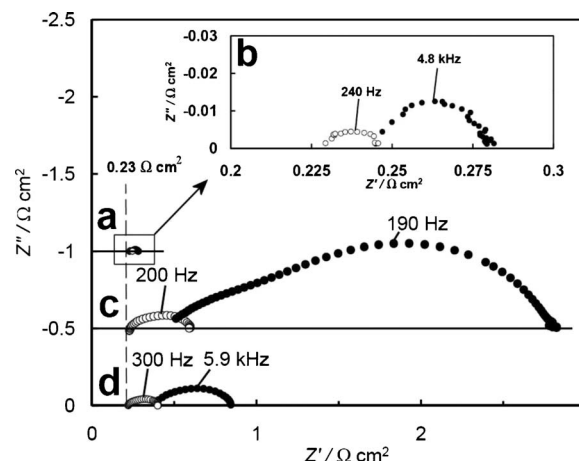 -2.5
-2
-1.5
-1
-0.5
0
Z"/ Ω cm²
0
1
2
Z'/ Ω cm²
b
-0.03
-0.02
-0.01
0
Z"/ Ω cm²
0.2
0.225
0.25
0.275
0.3
Z'/ Ω cm²
240 Hz
4.8 kHz
0.23 Ω cm²
a
190 Hz
c
200 Hz
d
300 Hz
5.9 kHz